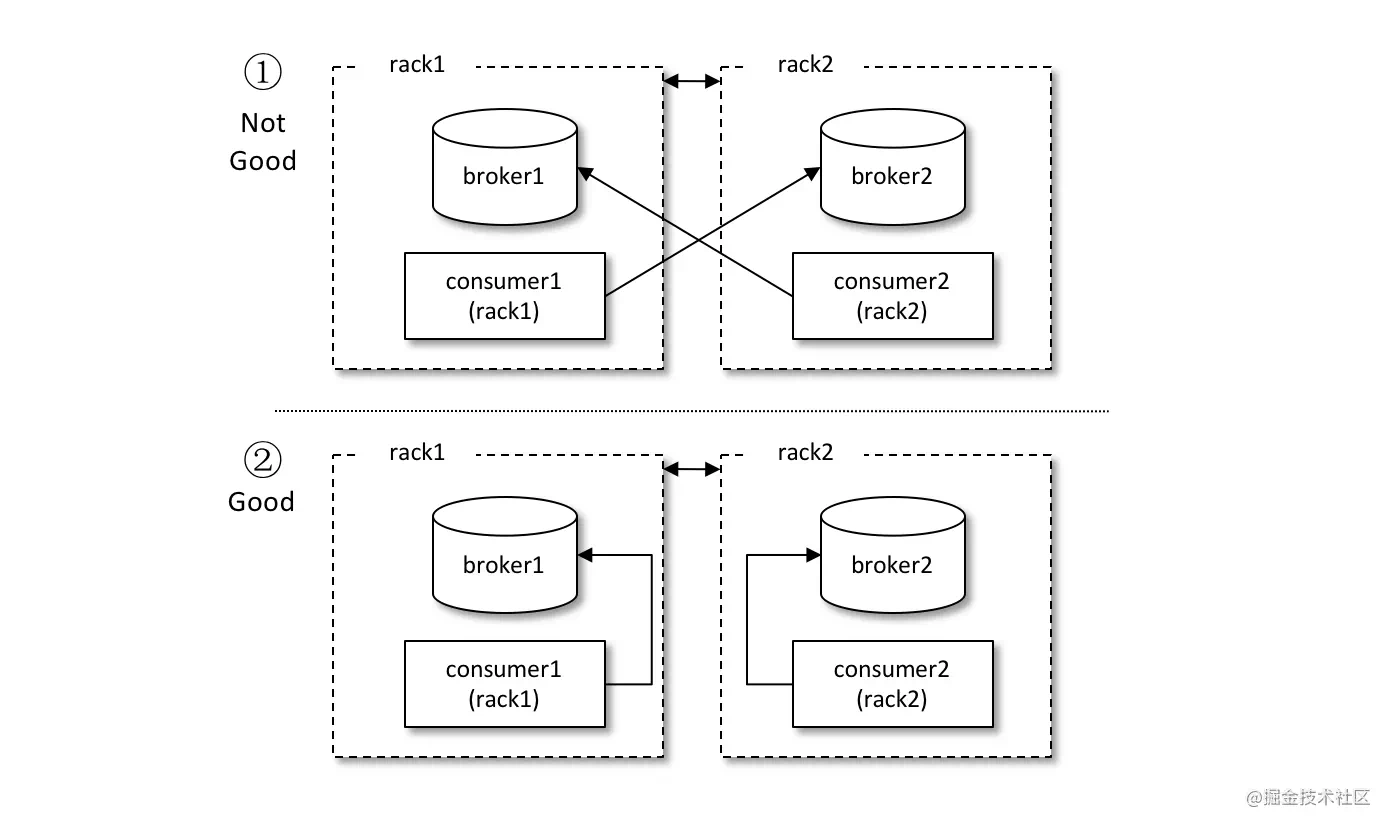 ①
Not
Good
rack1
rack2
broker1
broker2
consumer1
(rack1)
consumer2
(rack2)
②
Good
rack1
rack2
broker1
broker2
consumer1
(rack1)
consumer2
(rack2)
@掘金技术社区